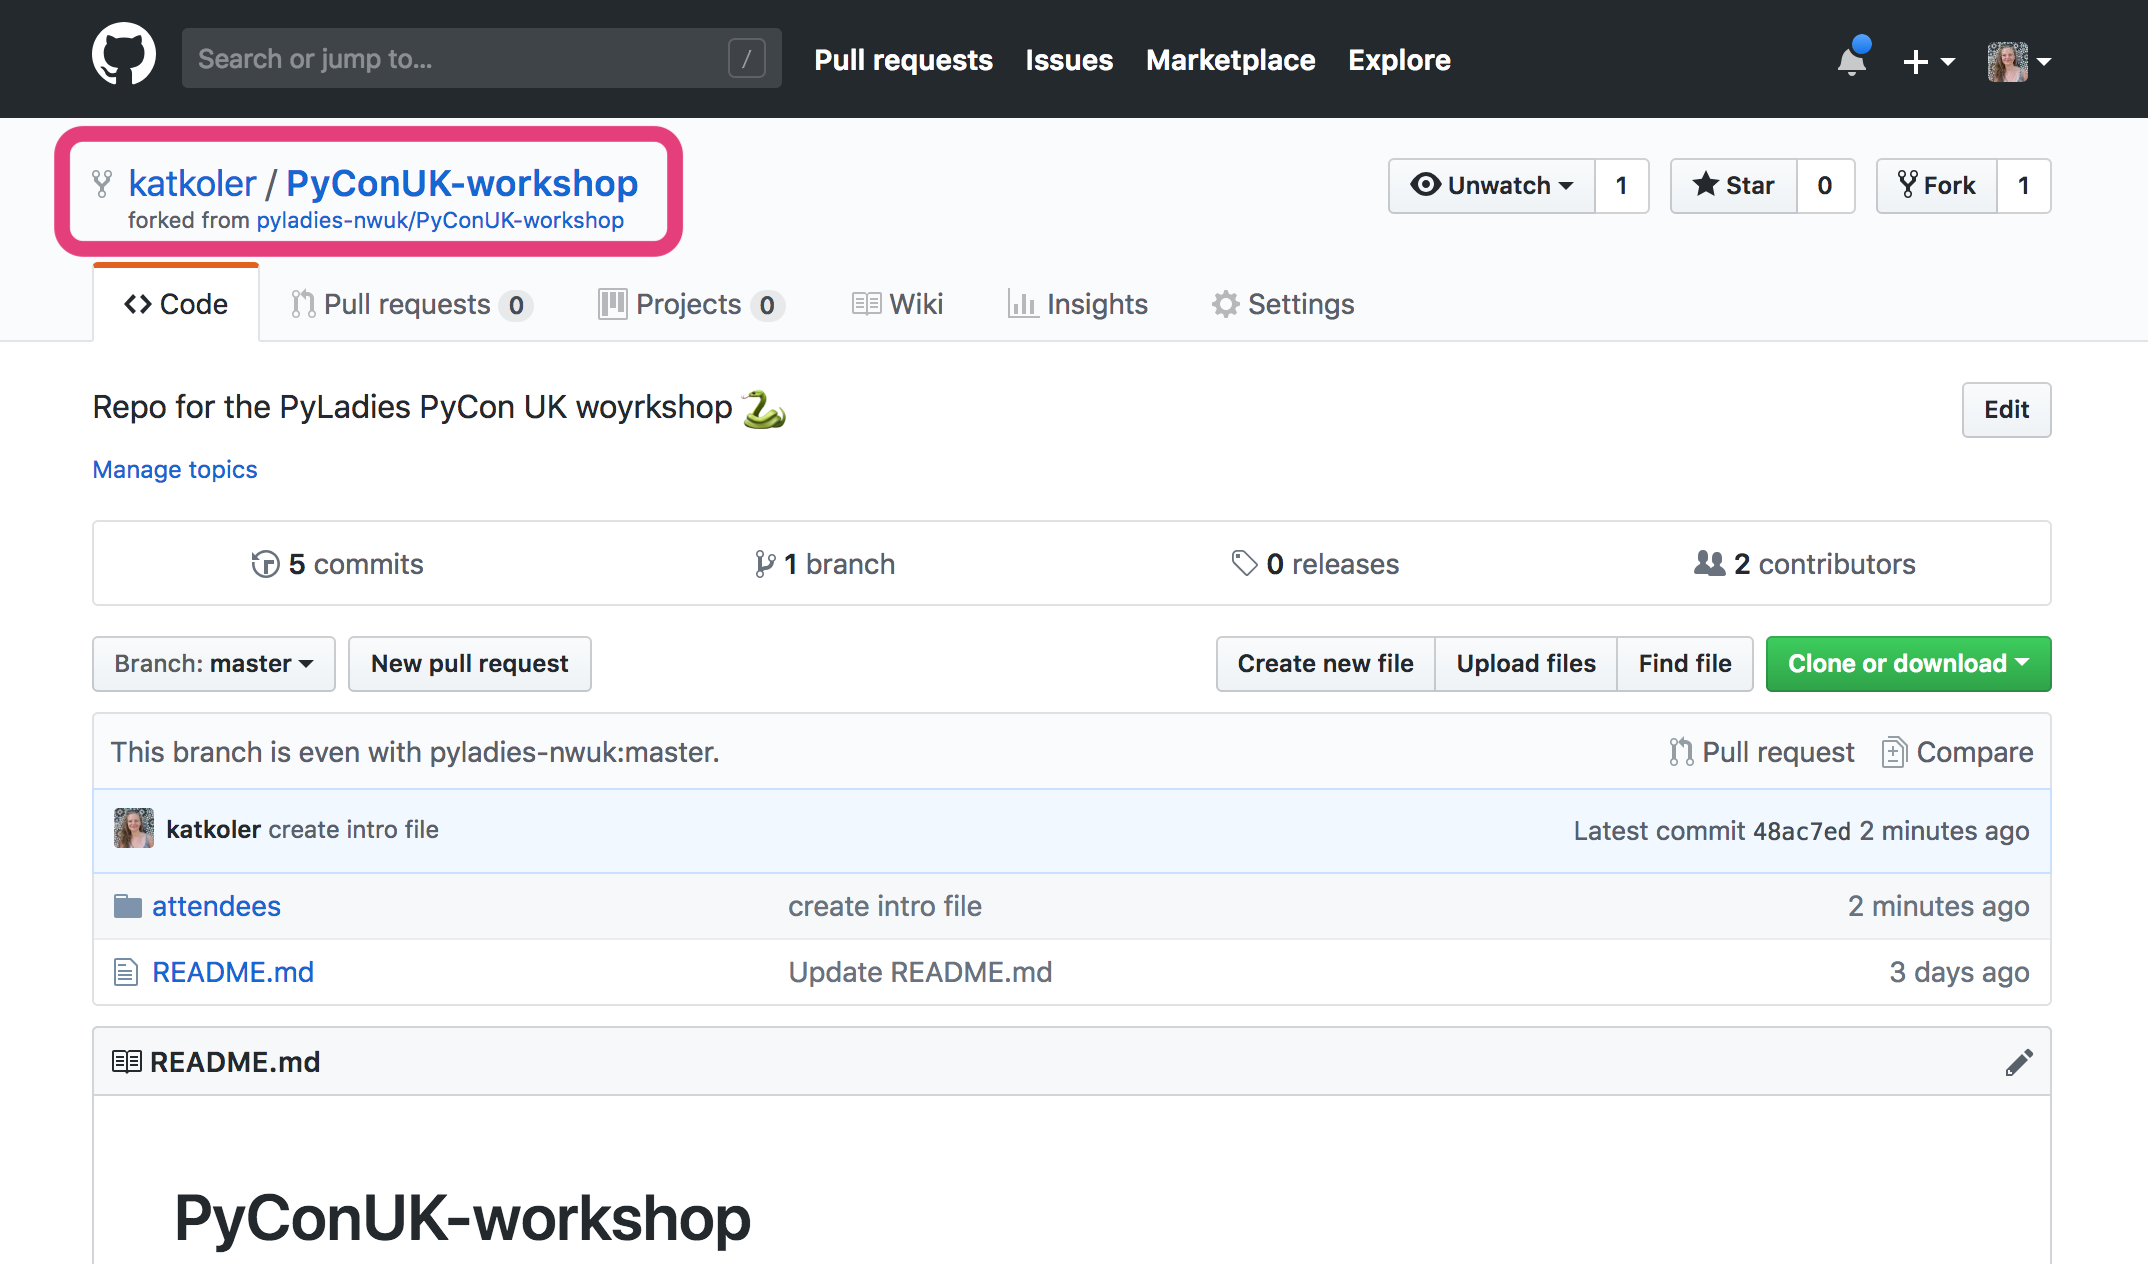 Search or jump to... / Pull requests Issues Marketplace Explore
katkoler / PyConUK-workshop
forked from pyladies-nwuk/PyConUK-workshop
Unwatch 1 Star 0 Fork 1
Code Pull requests 0 Projects 0 Wiki Insights Settings
Repo for the PyLadies PyCon UK woyrkshop
Edit
Manage topics
5 commits 1 branch 0 releases 2 contributors
Branch: master New pull request Create new file Upload files Find file Clone or download
This branch is even with pyladies-nwuk:master. Pull request Compare
katkoler create intro file Latest commit 48ac7ed 2 minutes ago
attendees create intro file 2 minutes ago
README.md Update README.md 3 days ago
README.md
PyConUK-workshop